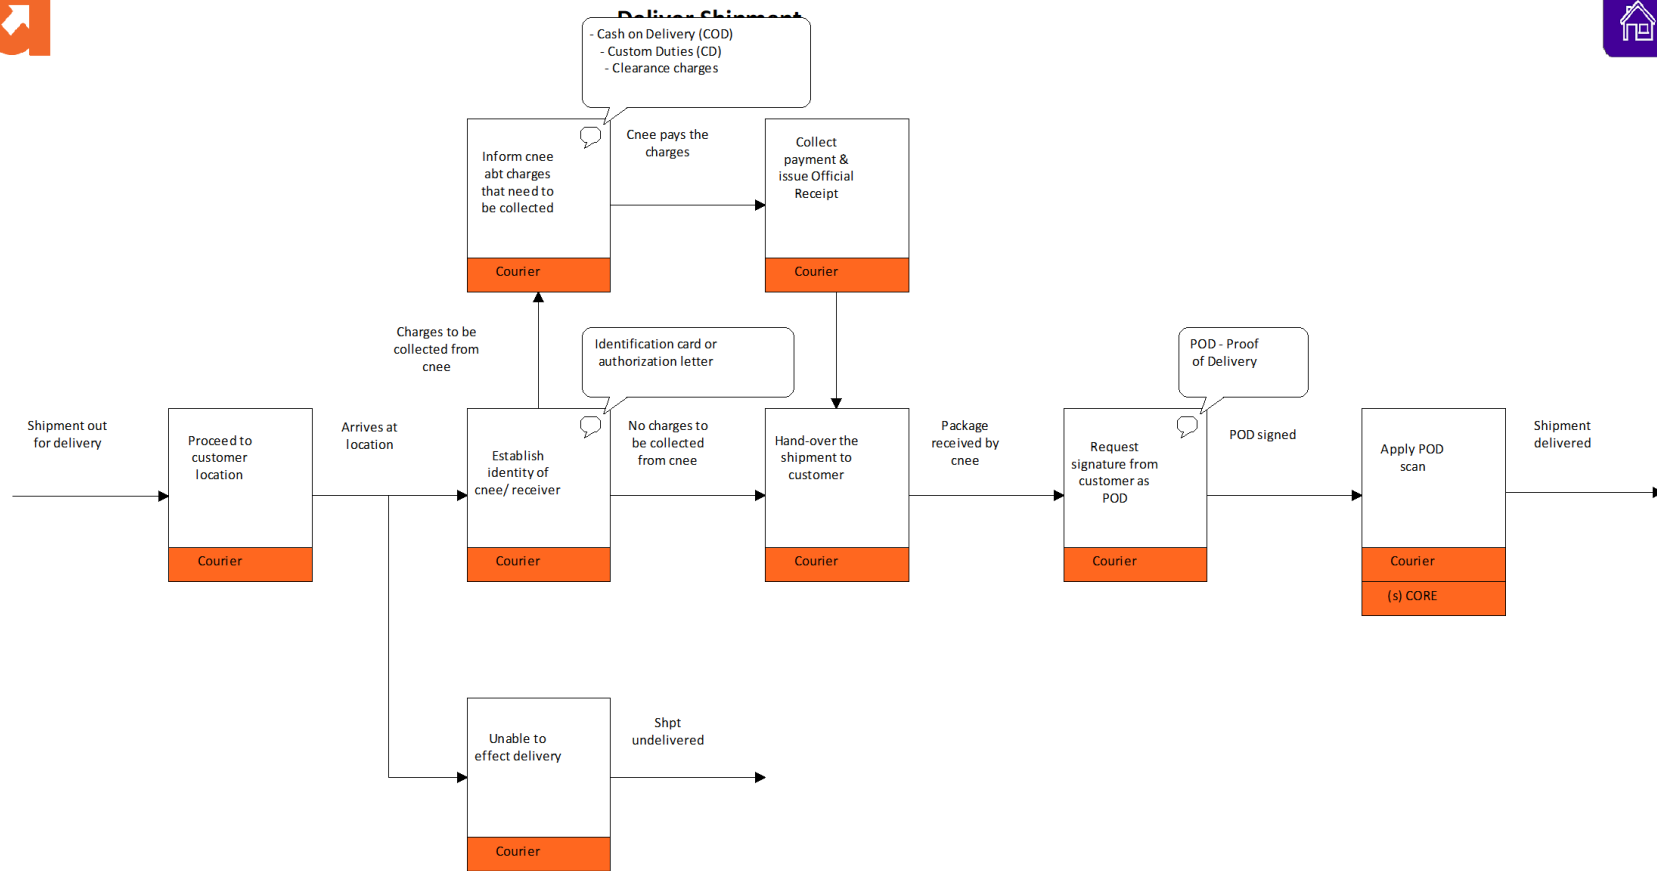 Deliver Shipment
- Cash on Delivery (COD)
- Custom Duties (CD)
- Clearance charges
Inform cnee
abt charges
that need to
be collected
Courier
Cnee pays the
charges
Collect
payment &
issue Official
Receipt
Courier
Charges to be
collected from
cnee
Identification card or
authorization letter
POD - Proof
of Delivery
Shipment out
for delivery
Proceed to
customer
location
Courier
Arrives at
location
Establish
identity of
cnee/ receiver
Courier
No charges to
be collected
from cnee
Hand-over the
shipment to
customer
Courier
Package
received by
cnee
Request
signature from
customer as
POD
Courier
POD signed
Apply POD
scan
Courier
(s) CORE
Shipment
delivered
Unable to
effect delivery
Courier
Shpt
undelivered